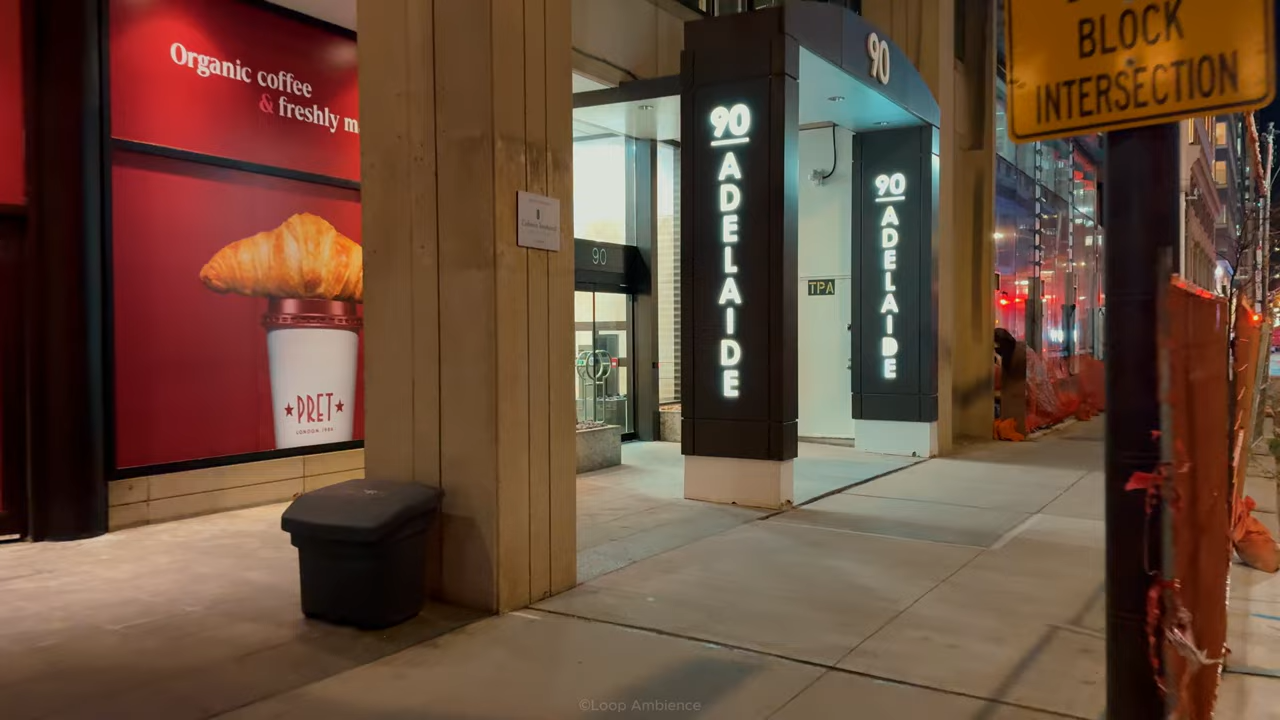 Organic coffee
& freshly m
★PRET★
LONDON 1986
90
90
ADELAIDE
90
90
ADELAIDE
TPA
BLOCK
INTERSECTION
©Loop Ambience